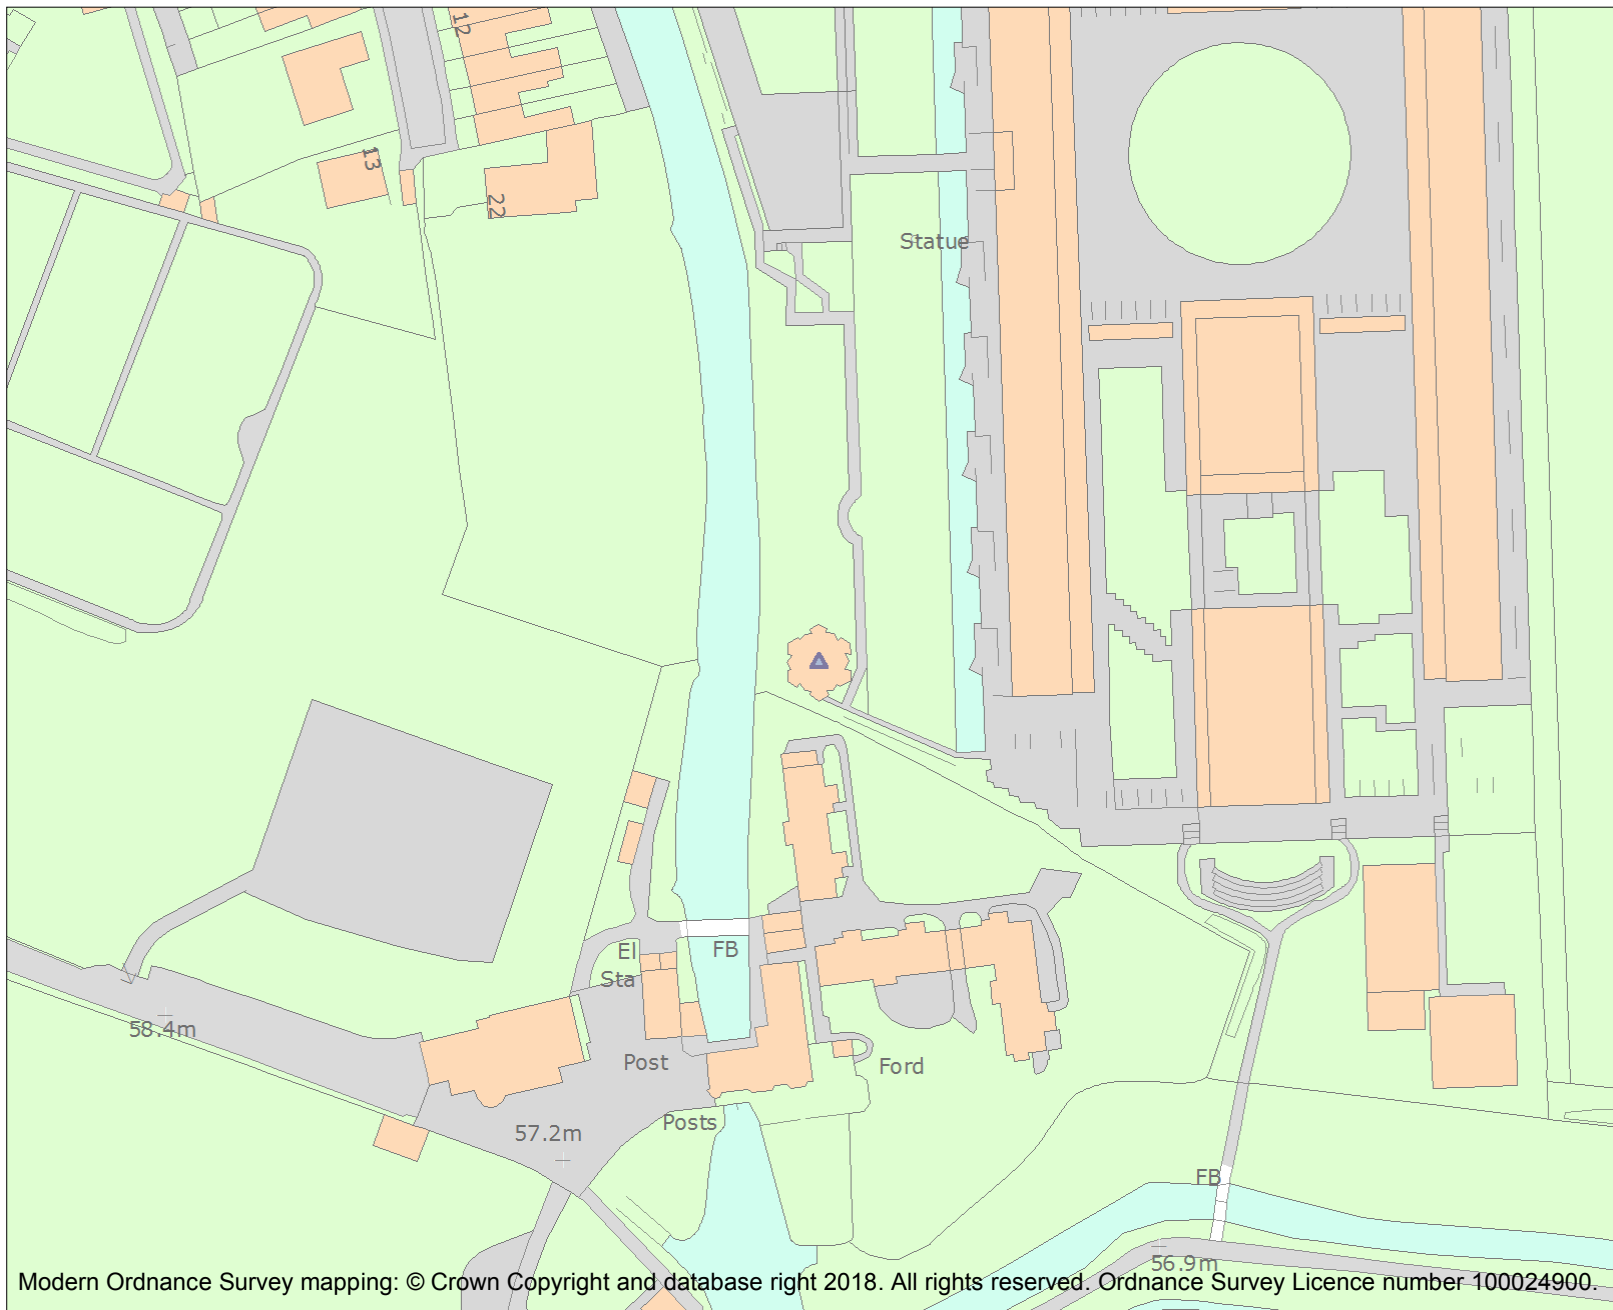 12
13
22
Statue
El
Sta
FB
58.4m
Post
Ford
Posts
57.2m
FB
56.9m
Modern Ordnance Survey mapping: © Crown Copyright and database right 2018. All rights reserved. Ordnance Survey Licence number 100024900.